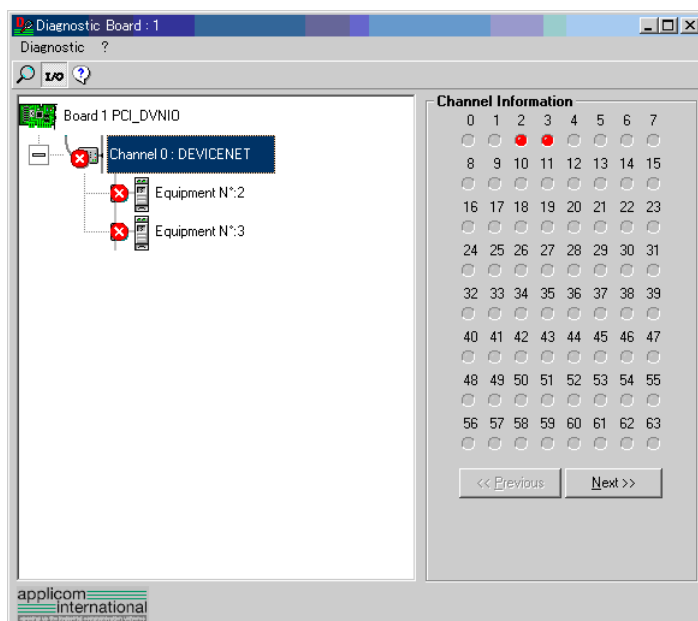 Diagnostic Board : 1
Diagnostic ?
I/O
Board 1 PCI_DVNIO
Channel 0 : DEVICENET
Equipment N°:2
Equipment N°:3
Channel Information
0 1 2 3 4 5 6 7
8 9 10 11 12 13 14 15
16 17 18 19 20 21 22 23
24 25 26 27 28 29 30 31
32 33 34 35 36 37 38 39
40 41 42 43 44 45 46 47
48 49 50 51 52 53 54 55
56 57 58 59 60 61 62 63
<< Previous Next >>
applicom
international